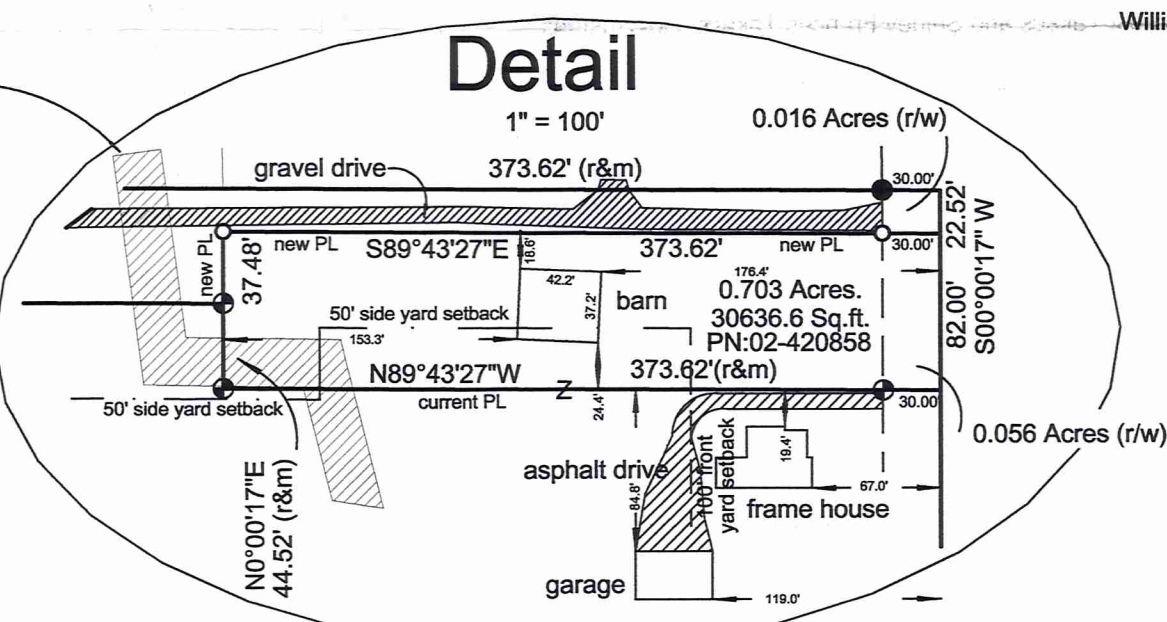 Willi
Detail
1" = 100'
0.016 Acres (r/w)
gravel drive
373.62' (r&m)
30.00'
22.52'
new PL
S89°43'27"E
373.62'
new PL
30.00'
new PL
37.48'
18.6'
42.2'
176.4'
37.2'
barn
0.703 Acres.
30636.6 Sq.ft.
PN:02-420858
82.00'
S00°00'17" W
50' side yard setback
153.3'
N89°43'27"W
373.62'(r&m)
current PL
Z
24.4'
30.00'
50' side yard setback
0.056 Acres (r/w)
N0°00'17"E
44.52' (r&m)
asphalt drive
84.8'
100' front
yard setback
19.4'
67.0'
frame house
garage
119.0'